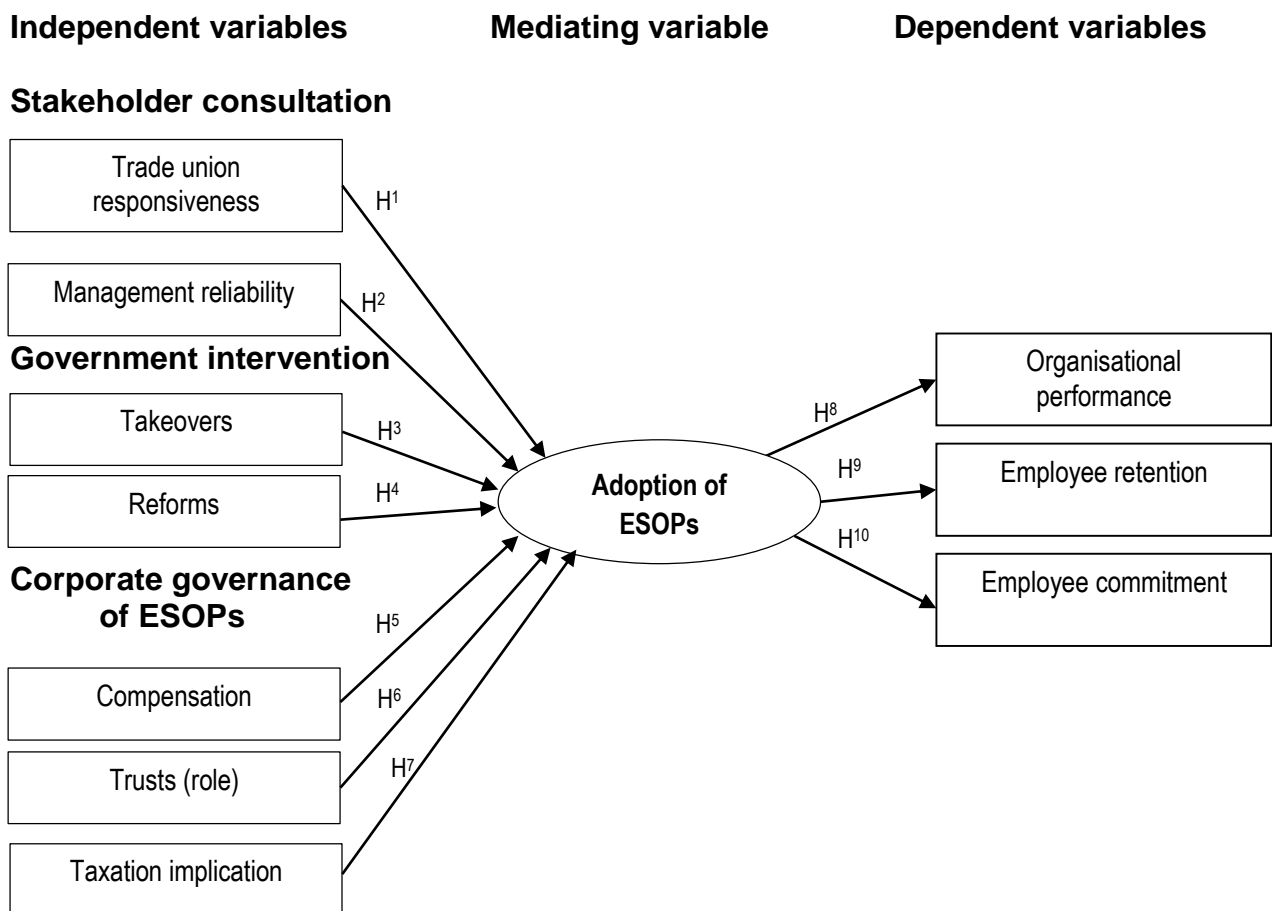 Independent variables
Mediating variable
Dependent variables
Stakeholder consultation
Trade union
responsiveness
H¹
Management reliability
H²
Government intervention
Takeovers
H³
Reforms
H⁴
Corporate governance
of ESOPs
Compensation
H⁵
Trusts (role)
H⁶
Taxation implication
H⁷
Adoption of
ESOPs
H⁸
Organisational
performance
H⁹
Employee retention
H¹⁰
Employee commitment